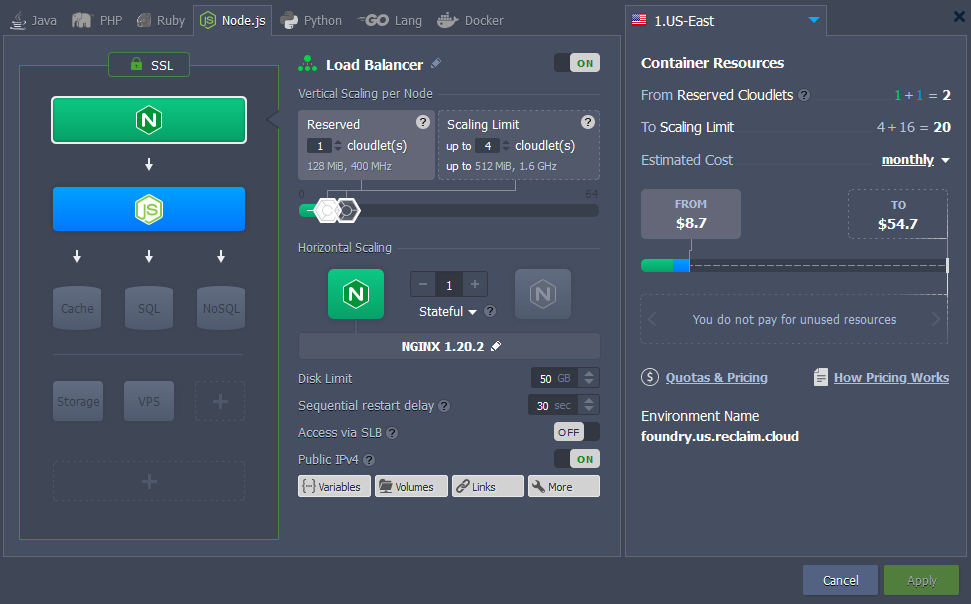 Java
PHP
Ruby
Node.js
Python
GO Lang
Docker
1.US-East
SSL
N
JS
Cache
SQL
NoSQL
Storage
VPS
+
+
Load Balancer
ON
Vertical Scaling per Node
Reserved ?
1 cloudlet(s)
128 MiB, 400 MHz
Scaling Limit ?
up to 4 cloudlet(s)
up to 512 MiB, 1.6 GHz
0 64
Horizontal Scaling
N
− 1 +
N
Stateful ?
NGINX 1.20.2
Disk Limit 50 GB
Sequential restart delay ? 30 sec
Access via SLB ? OFF
Public IPv4 ? ON
Variables
Volumes
Links
More
Container Resources
From Reserved Cloudlets ? 1 + 1 = 2
To Scaling Limit 4 + 16 = 20
Estimated Cost monthly
FROM
$8.7
TO
$54.7
You do not pay for unused resources
$ Quotas & Pricing
How Pricing Works
Environment Name
foundry.us.reclaim.cloud
Cancel
Apply